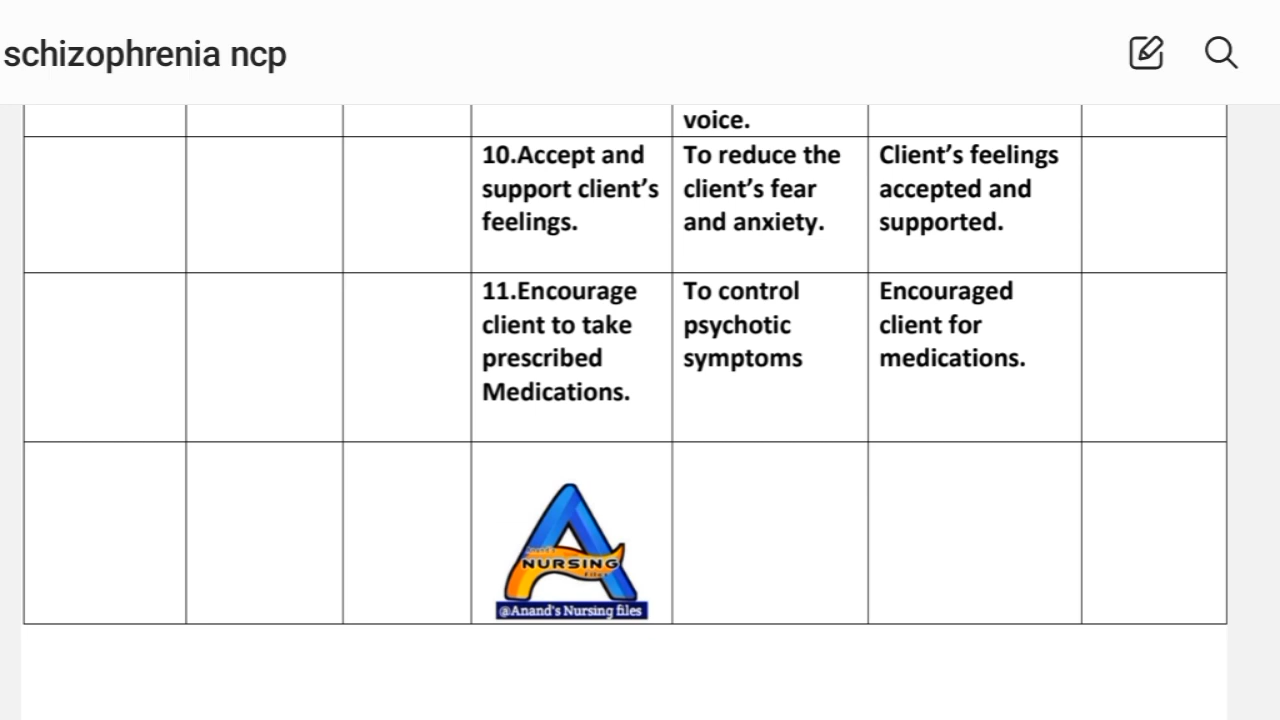 schizophrenia ncp
voice.
10.Accept and
support client's
feelings.
To reduce the
client's fear
and anxiety.
Client's feelings
accepted and
supported.
11.Encourage
client to take
prescribed
Medications.
To control
psychotic
symptoms
Encouraged
client for
medications.
NURSING
Files
@Anand's Nursing files